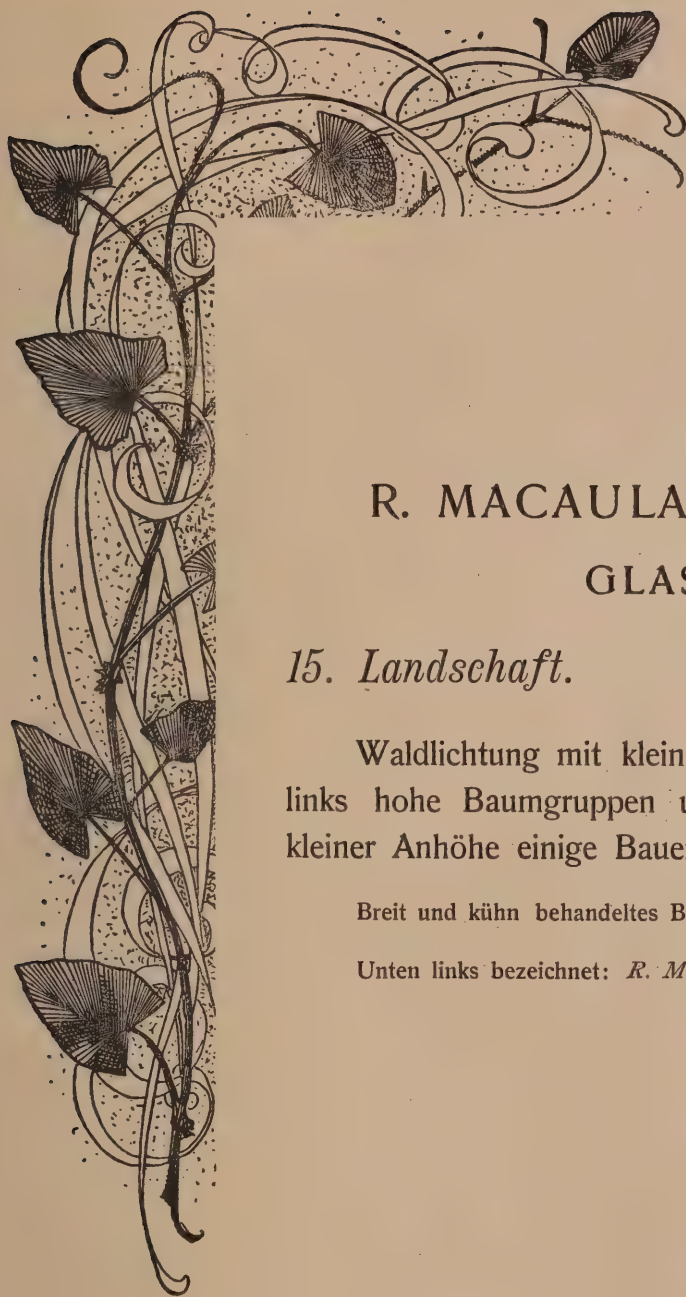 R. MACAULA
GLAS
15. Landschaft.
Waldlichtung mit klein
links hohe Baumgruppen u
kleiner Anhöhe einige Bauer
Breit und kühn behandeltes B
Unten links bezeichnet: R. M